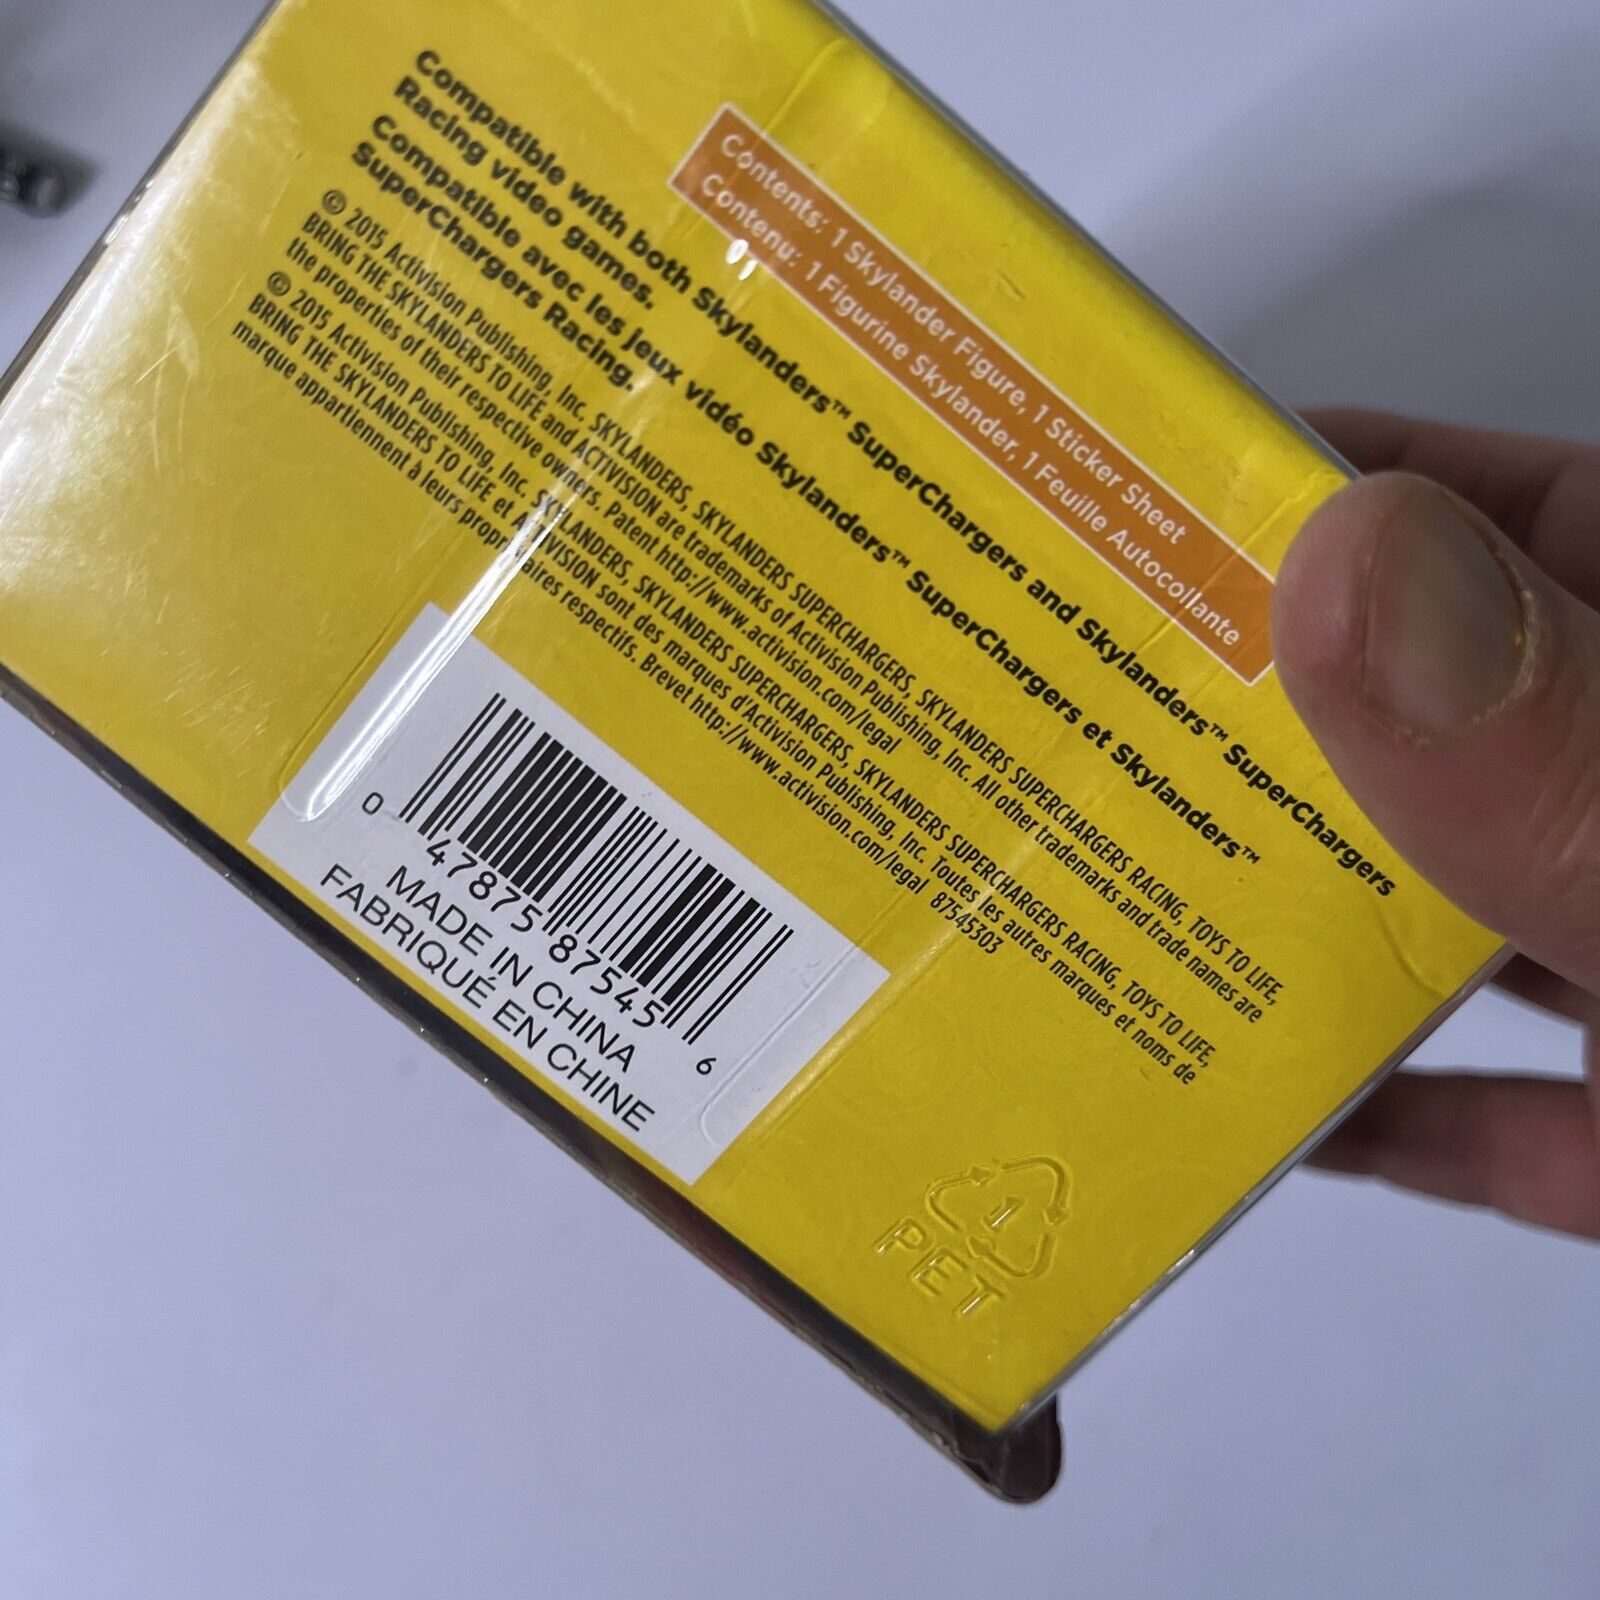 Contents: 1 Skylander Figure, 1 Sticker Sheet
Contenu: 1 Figurine Skylander, 1 Feuille Autocollante
Compatible with both Skylanders™ SuperChargers and Skylanders™ SuperChargers
Racing video games.
Compatible avec les jeux vidéo Skylanders™ SuperChargers et Skylanders™
SuperChargers Racing.
© 2015 Activision Publishing, Inc. SKYLANDERS, SKYLANDERS SUPERCHARGERS, SKYLANDERS SUPERCHARGERS RACING, TOYS TO LIFE,
BRING THE SKYLANDERS TO LIFE and ACTIVISION are trademarks of Activision Publishing, Inc. All other trademarks and trade names are
the properties of their respective owners. Patent http://www.activision.com/legal
© 2015 Activision Publishing, Inc. SKYLANDERS, SKYLANDERS SUPERCHARGERS, SKYLANDERS SUPERCHARGERS RACING, TOYS TO LIFE,
BRING THE SKYLANDERS TO LIFE et ACTIVISION sont des marques d'Activision Publishing, Inc. Toutes les autres marques et noms de
marque appartiennent à leurs propriétaires respectifs. Brevet http://www.activision.com/legal 87545303
0 47875 87545 6
MADE IN CHINA
FABRIQUÉ EN CHINE
1
PET